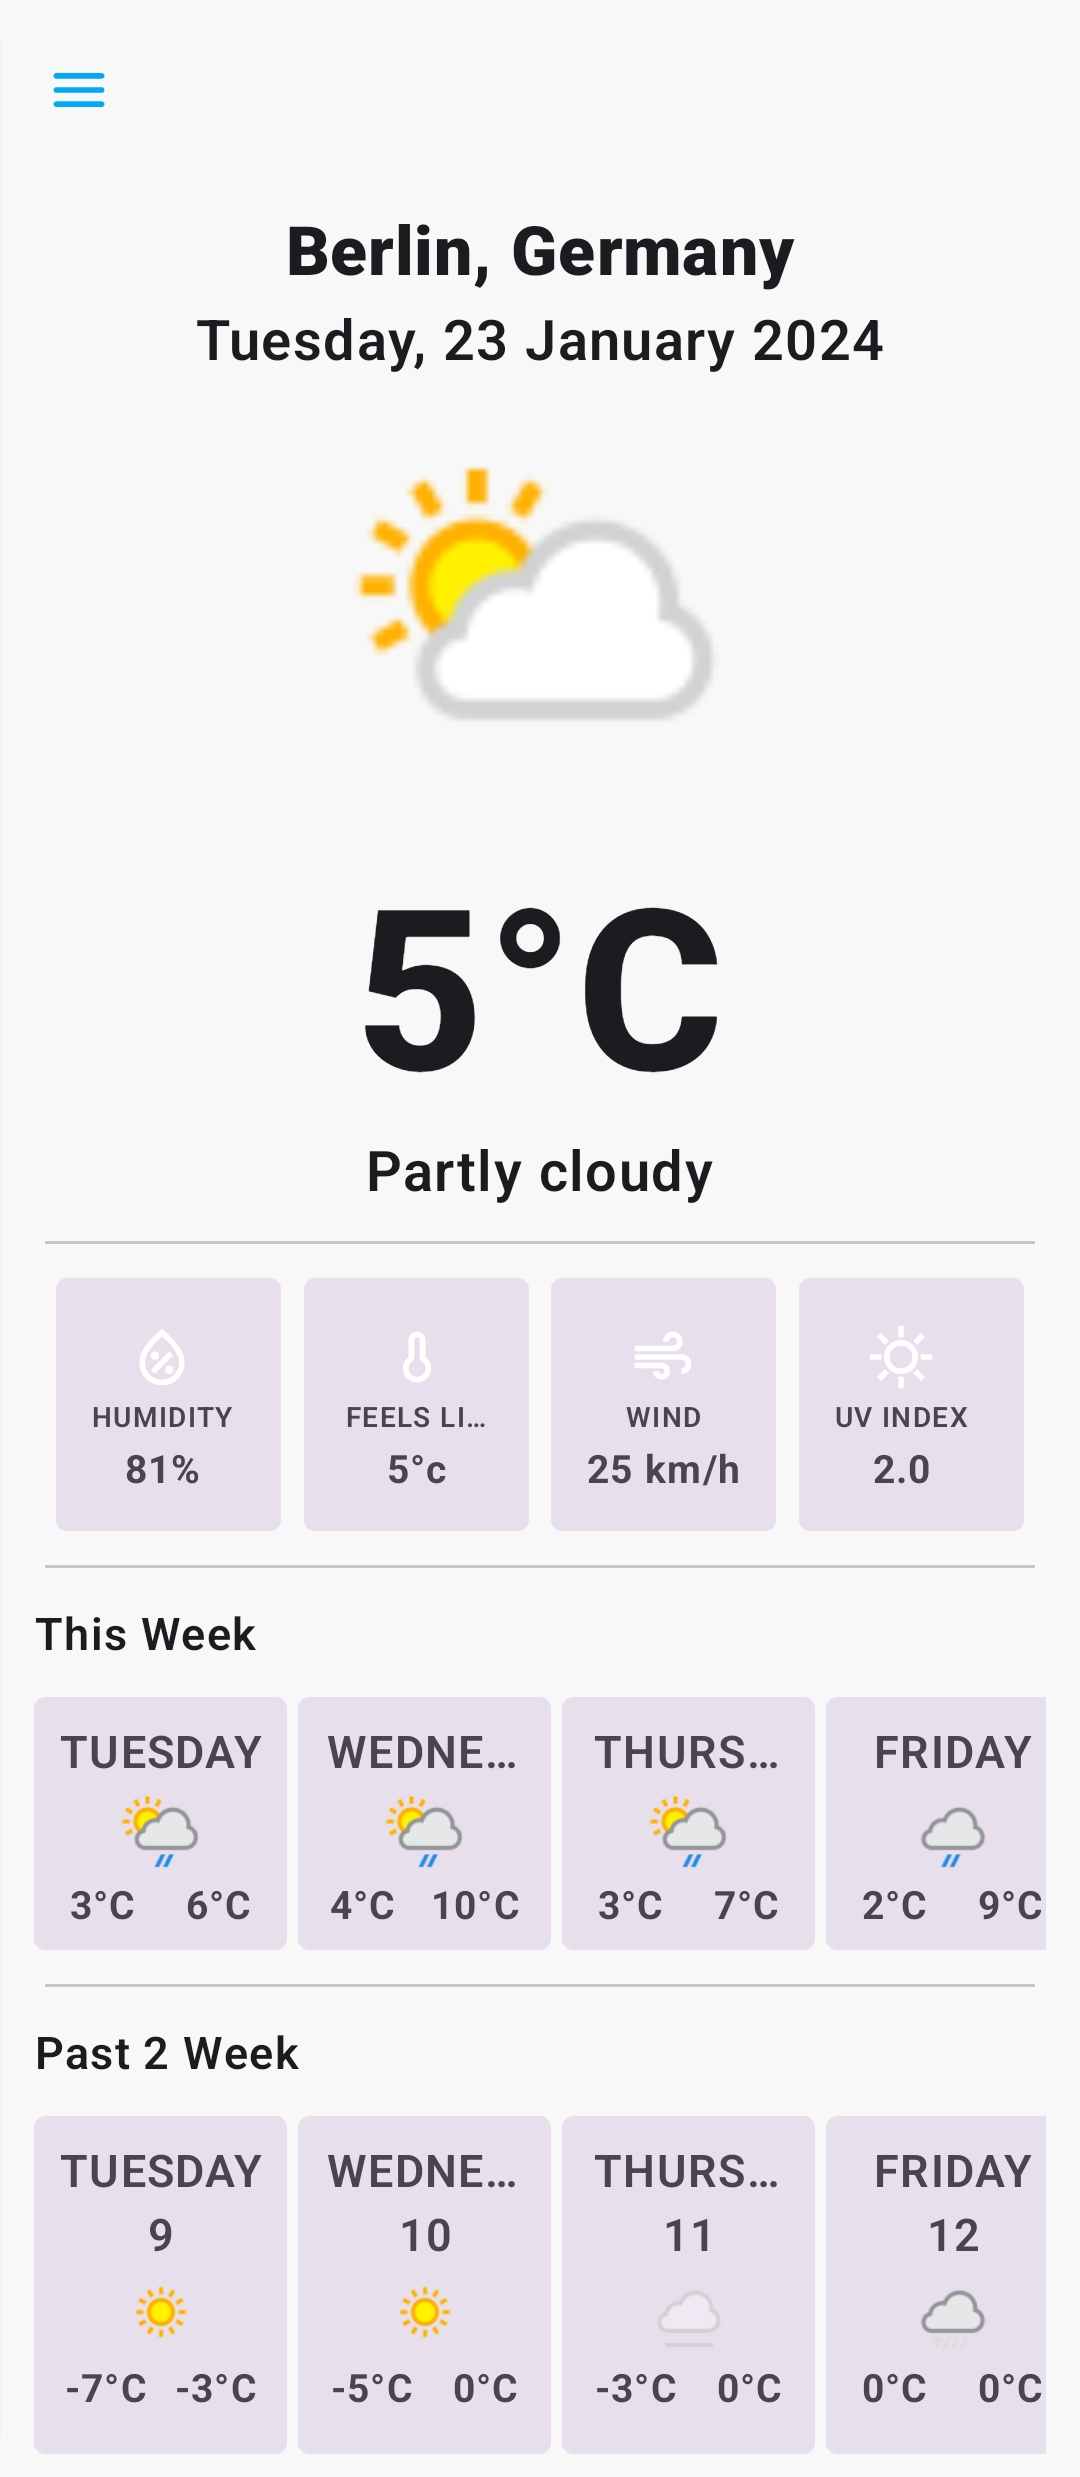 Berlin, Germany
Tuesday, 23 January 2024
5°C
Partly cloudy
HUMIDITY
81%
FEELS LI…
5°c
WIND
25 km/h
UV INDEX
2.0
This Week
TUESDAY
3°C 6°C
WEDNE…
4°C 10°C
THURS…
3°C 7°C
FRIDAY
2°C 9°C
Past 2 Week
TUESDAY
9
-7°C -3°C
WEDNE…
10
-5°C 0°C
THURS…
11
-3°C 0°C
FRIDAY
12
0°C 0°C